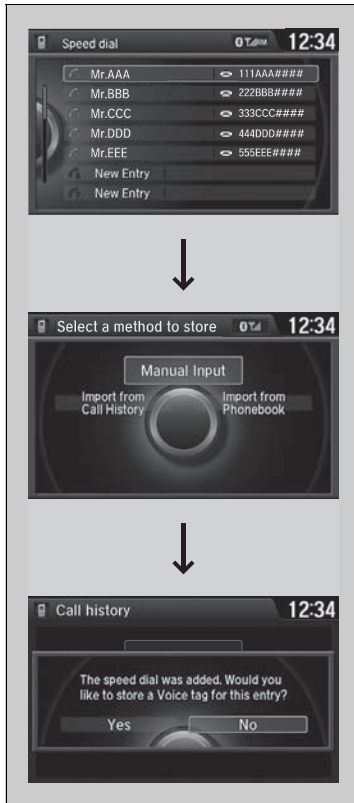 Speed dial 12:34
Mr.AAA 111AAA####
Mr.BBB 222BBB####
Mr.CCC 333CCC####
Mr.DDD 444DDD####
Mr.EEE 555EEE####
New Entry
New Entry
Select a method to store 12:34
Manual Input
Import from
Call History
Import from
Phonebook
Call history 12:34
The speed dial was added. Would you
like to store a Voice tag for this entry?
Yes No